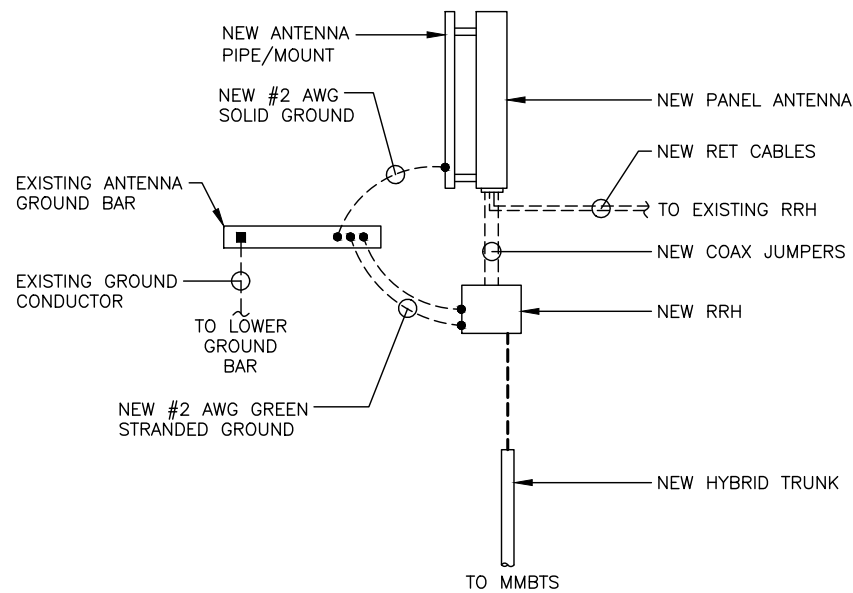 NEW ANTENNA
PIPE/MOUNT
NEW #2 AWG
SOLID GROUND
NEW PANEL ANTENNA
NEW RET CABLES
EXISTING ANTENNA
GROUND BAR
TO EXISTING RRH
NEW COAX JUMPERS
EXISTING GROUND
CONDUCTOR
TO LOWER
GROUND
BAR
NEW RRH
NEW #2 AWG GREEN
STRANDED GROUND
NEW HYBRID TRUNK
TO MMBTS